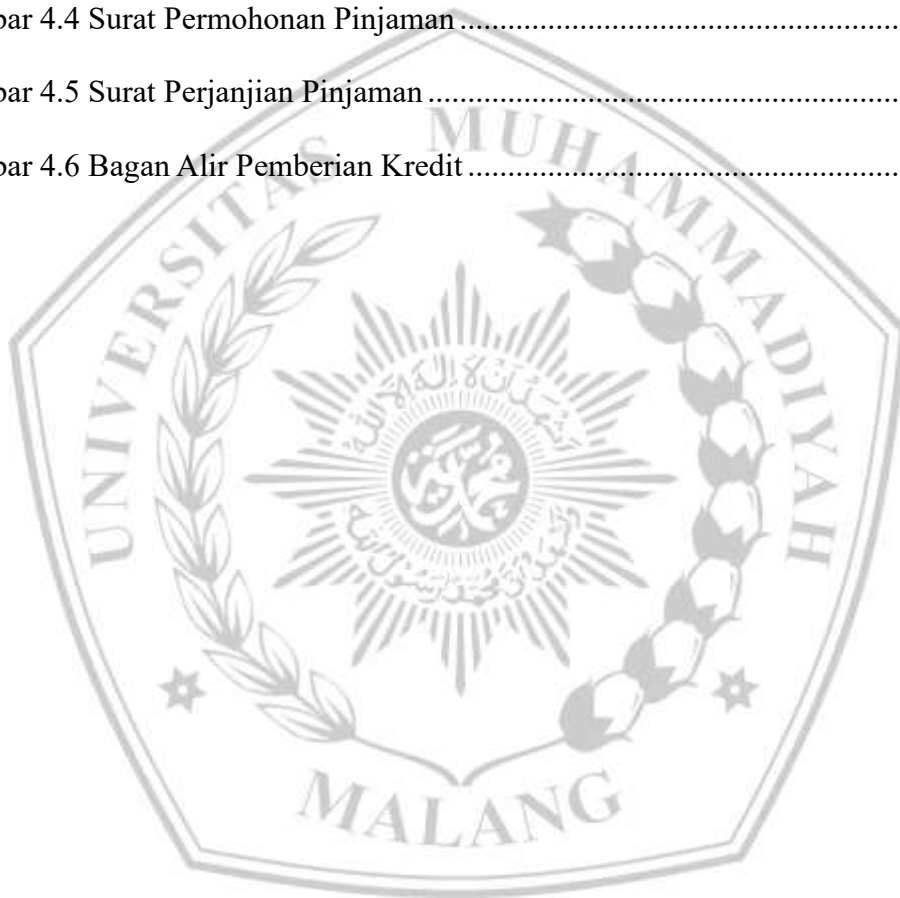 bar 4.4 Surat Permohonan Pinjaman ........................................................
bar 4.5 Surat Perjanjian Pinjaman ............................................................
bar 4.6 Bagan Alir Pemberian Kredit .......................................................
UNIVERSITAS MUHAMMADIYAH
MALANG